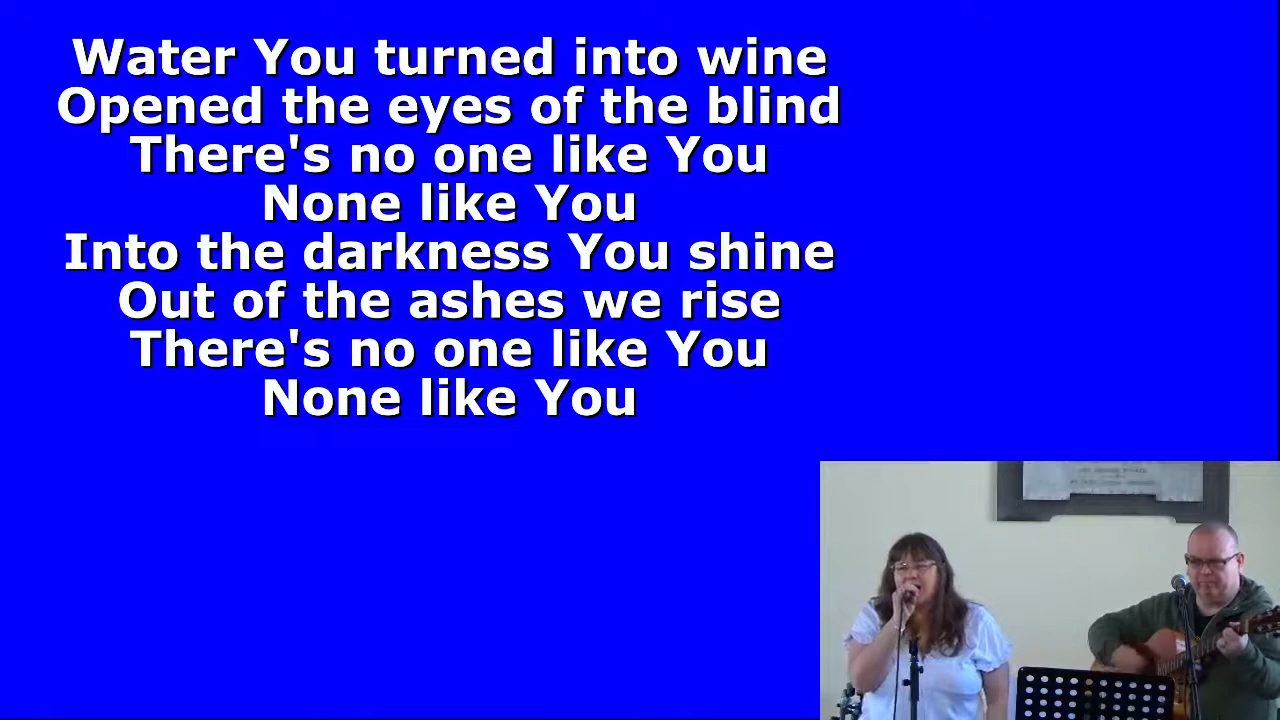 Water You turned into wine
Opened the eyes of the blind
There's no one like You
None like You
Into the darkness You shine
Out of the ashes we rise
There's no one like You
None like You